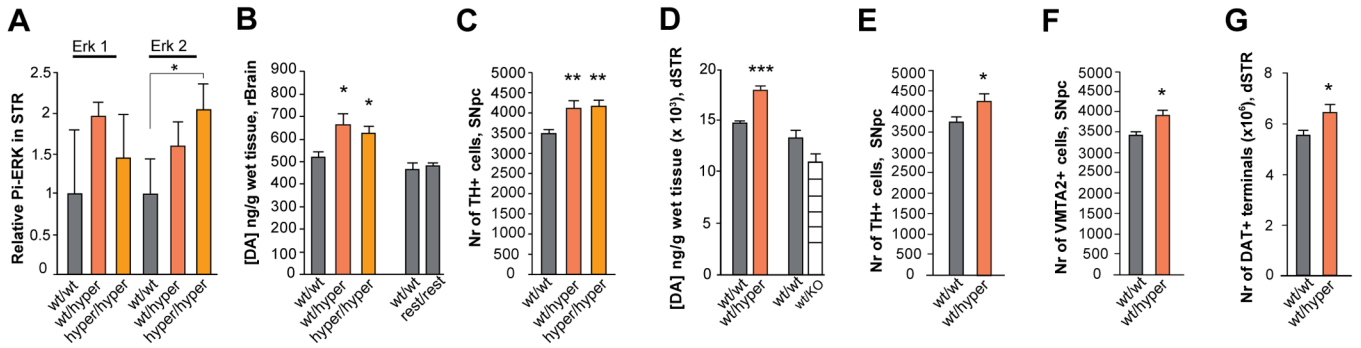 A
Erk 1
Erk 2
*
Relative Pi-ERK in STR
2.5
2
1.5
1
0.5
0
wt/wt
wt/hyper
hyper/hyper
wt/wt
wt/hyper
hyper/hyper
B
[DA] ng/g wet tissue, rBrain
900
800
700
600
500
400
300
200
100
0
*
*
wt/wt
wt/hyper
hyper/hyper
wt/wt
rest/rest
C
Nr of TH+ cells, SNpc
5000
4500
4000
3500
3000
2500
2000
1500
1000
500
0
**
**
wt/wt
wt/hyper
hyper/hyper
D
[DA] ng/g wet tissue (x 10³), dSTR
20
15
10
5
0
***
wt/wt
wt/hyper
wt/wt
wt/KO
E
Nr of TH+ cells, SNpc
5000
4500
4000
3500
3000
2500
2000
1500
1000
500
0
*
wt/wt
wt/hyper
F
Nr of VMTA2+ cells, SNpc
5000
4500
4000
3500
3000
2500
2000
1500
1000
500
0
*
wt/wt
wt/hyper
G
Nr of DAT+ terminals (x10⁶), dSTR
8
6
4
2
0
*
wt/wt
wt/hyper